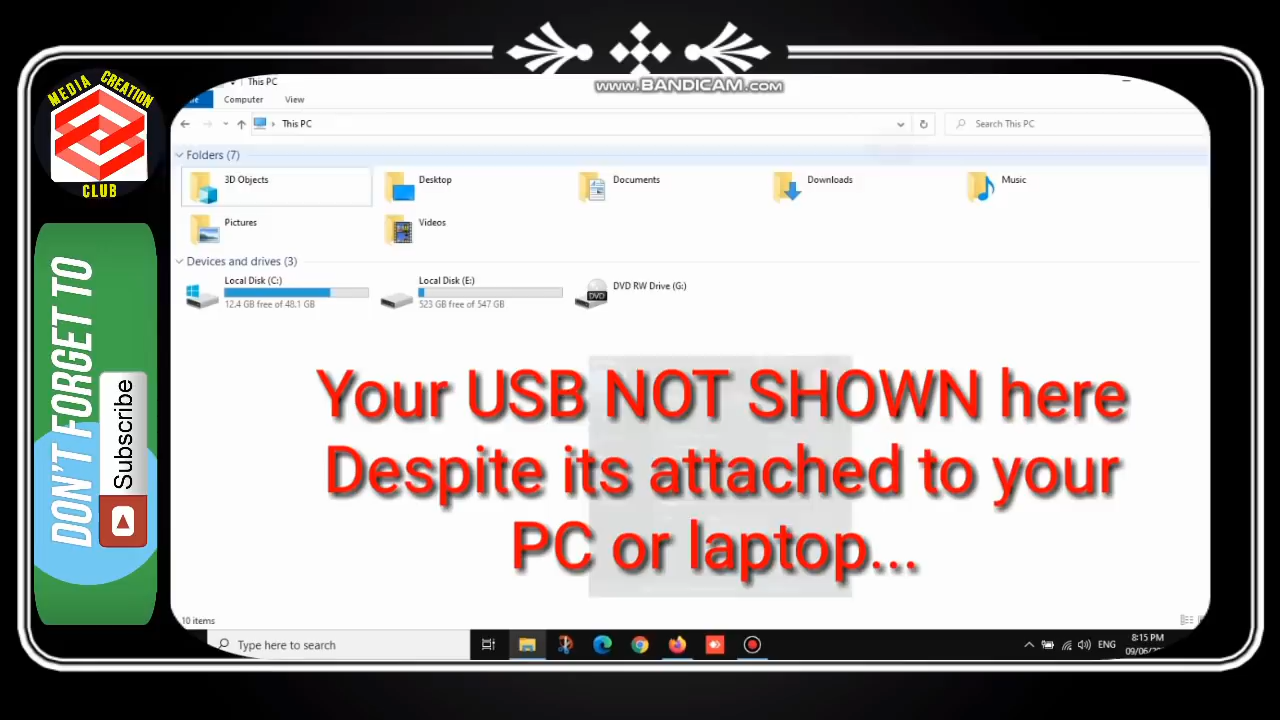 MEDIA CREATION
CLUB
DON'T FORGET TO
Subscribe
www.BANDICAM.com
This PC
Computer
View
This PC
Search This PC
Folders (7)
3D Objects
Desktop
Documents
Downloads
Music
Pictures
Videos
Devices and drives (3)
Local Disk (C:)
12.4 GB free of 48.1 GB
Local Disk (E:)
523 GB free of 547 GB
DVD
DVD RW Drive (G:)
Your USB NOT SHOWN here
Despite its attached to your
PC or laptop...
10 items
Type here to search
ENG
8:15 PM